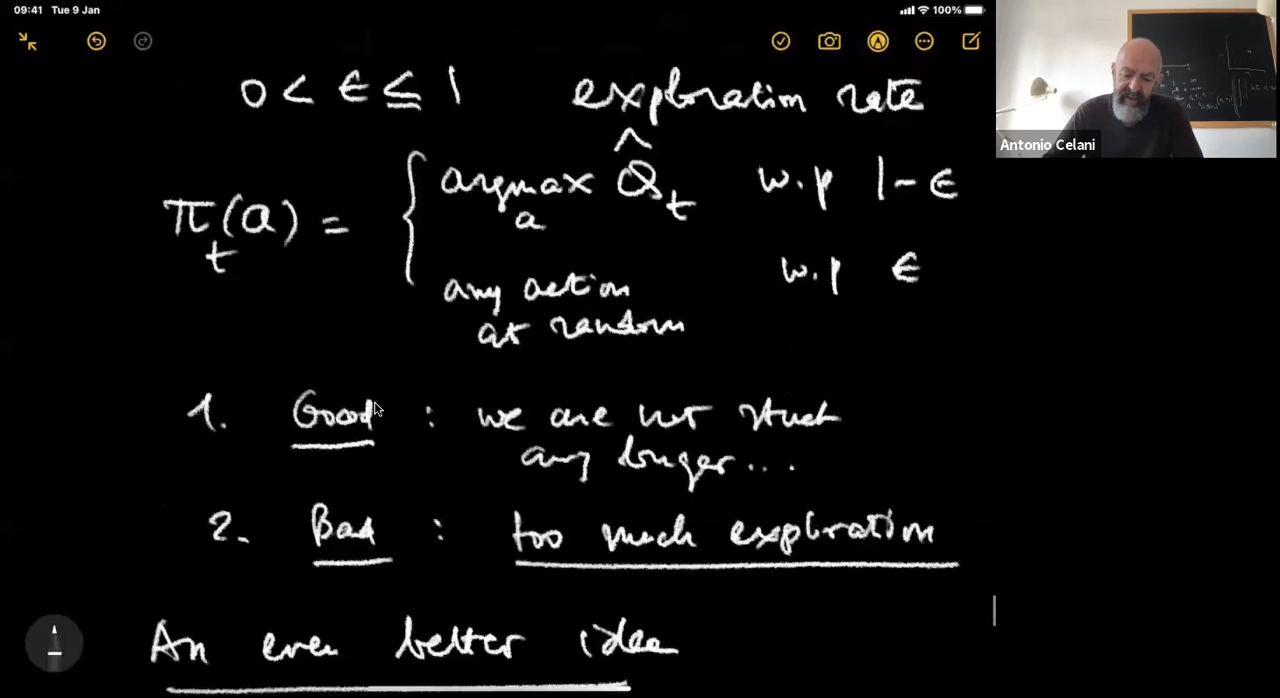 09:41 Tue 9 Jan
100%
Antonio Celani
0 < ϵ ≤ 1 exploration rate
π_t(a) = { argmax_a Q̂_t w.p 1-ϵ
any action w.p ϵ
at random
1. Good : we are not stuck
any longer...
2. Bad : too much exploration
An even better idea